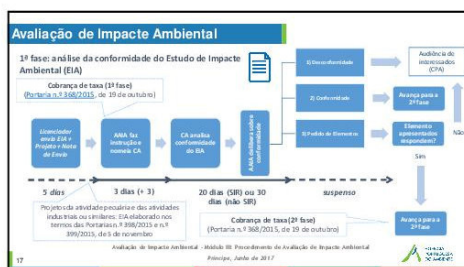 Avaliação de Impacte Ambiental
1ª fase: análise da conformidade do Estudo de Impacte
Ambiental (EIA)
Cobrança de taxa (1ª fase)
(Portaria n.º 368/2015, de 19 de outubro)
Licenciador
envia EIA +
Projeto + Nota
de Envio
AAIA faz
instrução e
nomeia CA
CA analisa
conformidade
do EIA
AAIA delibera sobre
conformidade
1) Desconformidade
2) Conformidade
3) Pedido de Elementos
Audiência de
interessados
(CPA)
Avança para a
2ª fase
Elementos
apresentados
respondem?
Não
Sim
Avança para a
2ª fase
5 dias
3 dias (+ 3)
20 dias (SIR) ou 30
dias (não SIR)
suspenso
Projetos da atividade pecuária e das atividades
industriais ou similares: EIA elaborado nos
termos das Portarias n.º 398/2015 e n.º
399/2015, de 5 de novembro
Cobrança de taxa (2ª fase)
(Portaria n.º 368/2015, de 19 de outubro)
17
Avaliação de Impacte Ambiental - Módulo III: Procedimento de Avaliação de Impacte Ambiental
Príncipe, Junho de 2017
AGÊNCIA
PORTUGUESA
DO AMBIENTE